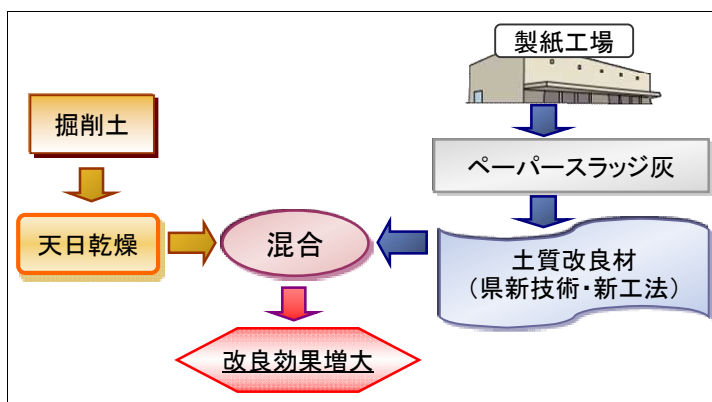 製紙工場
掘削土
ペーパースラッジ灰
天日乾燥
混合
土質改良材
（県新技術・新工法）
改良効果増大